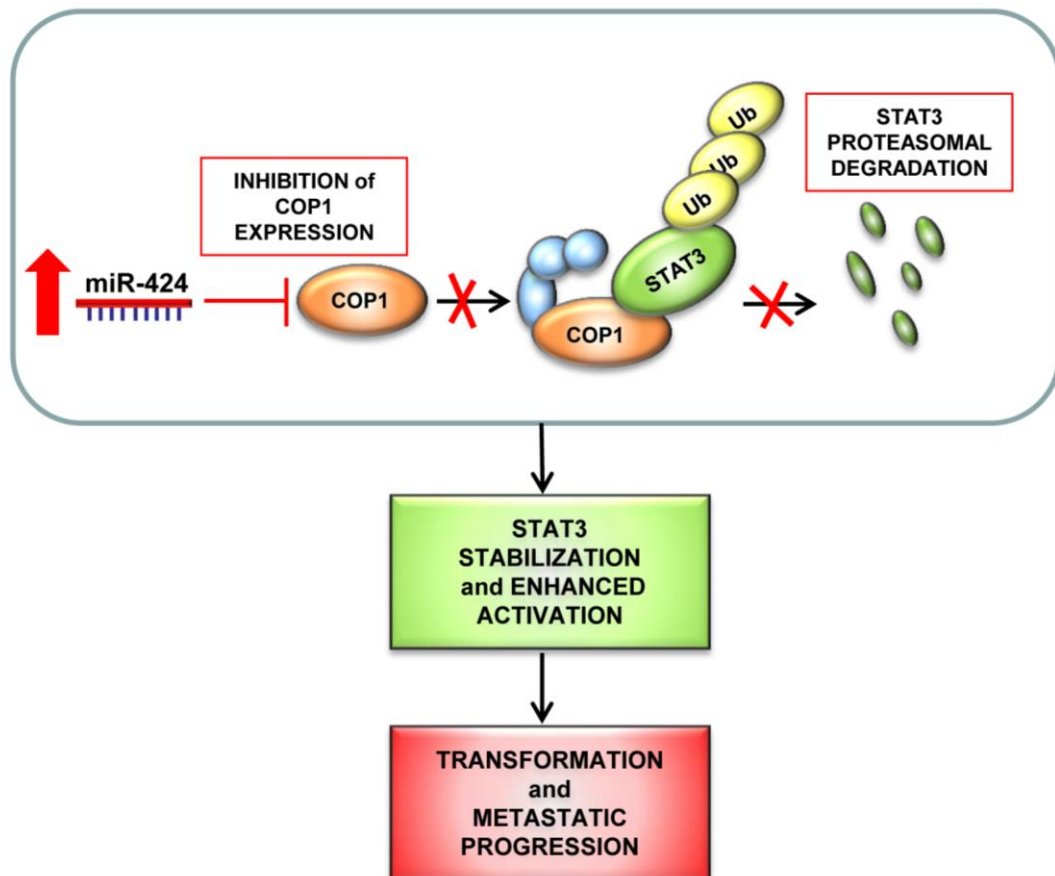 INHIBITION of
COP1
EXPRESSION
miR-424
COP1
Ub
Ub
Ub
STAT3
COP1
STAT3
PROTEASOMAL
DEGRADATION
STAT3
STABILIZATION
and ENHANCED
ACTIVATION
TRANSFORMATION
and
METASTATIC
PROGRESSION